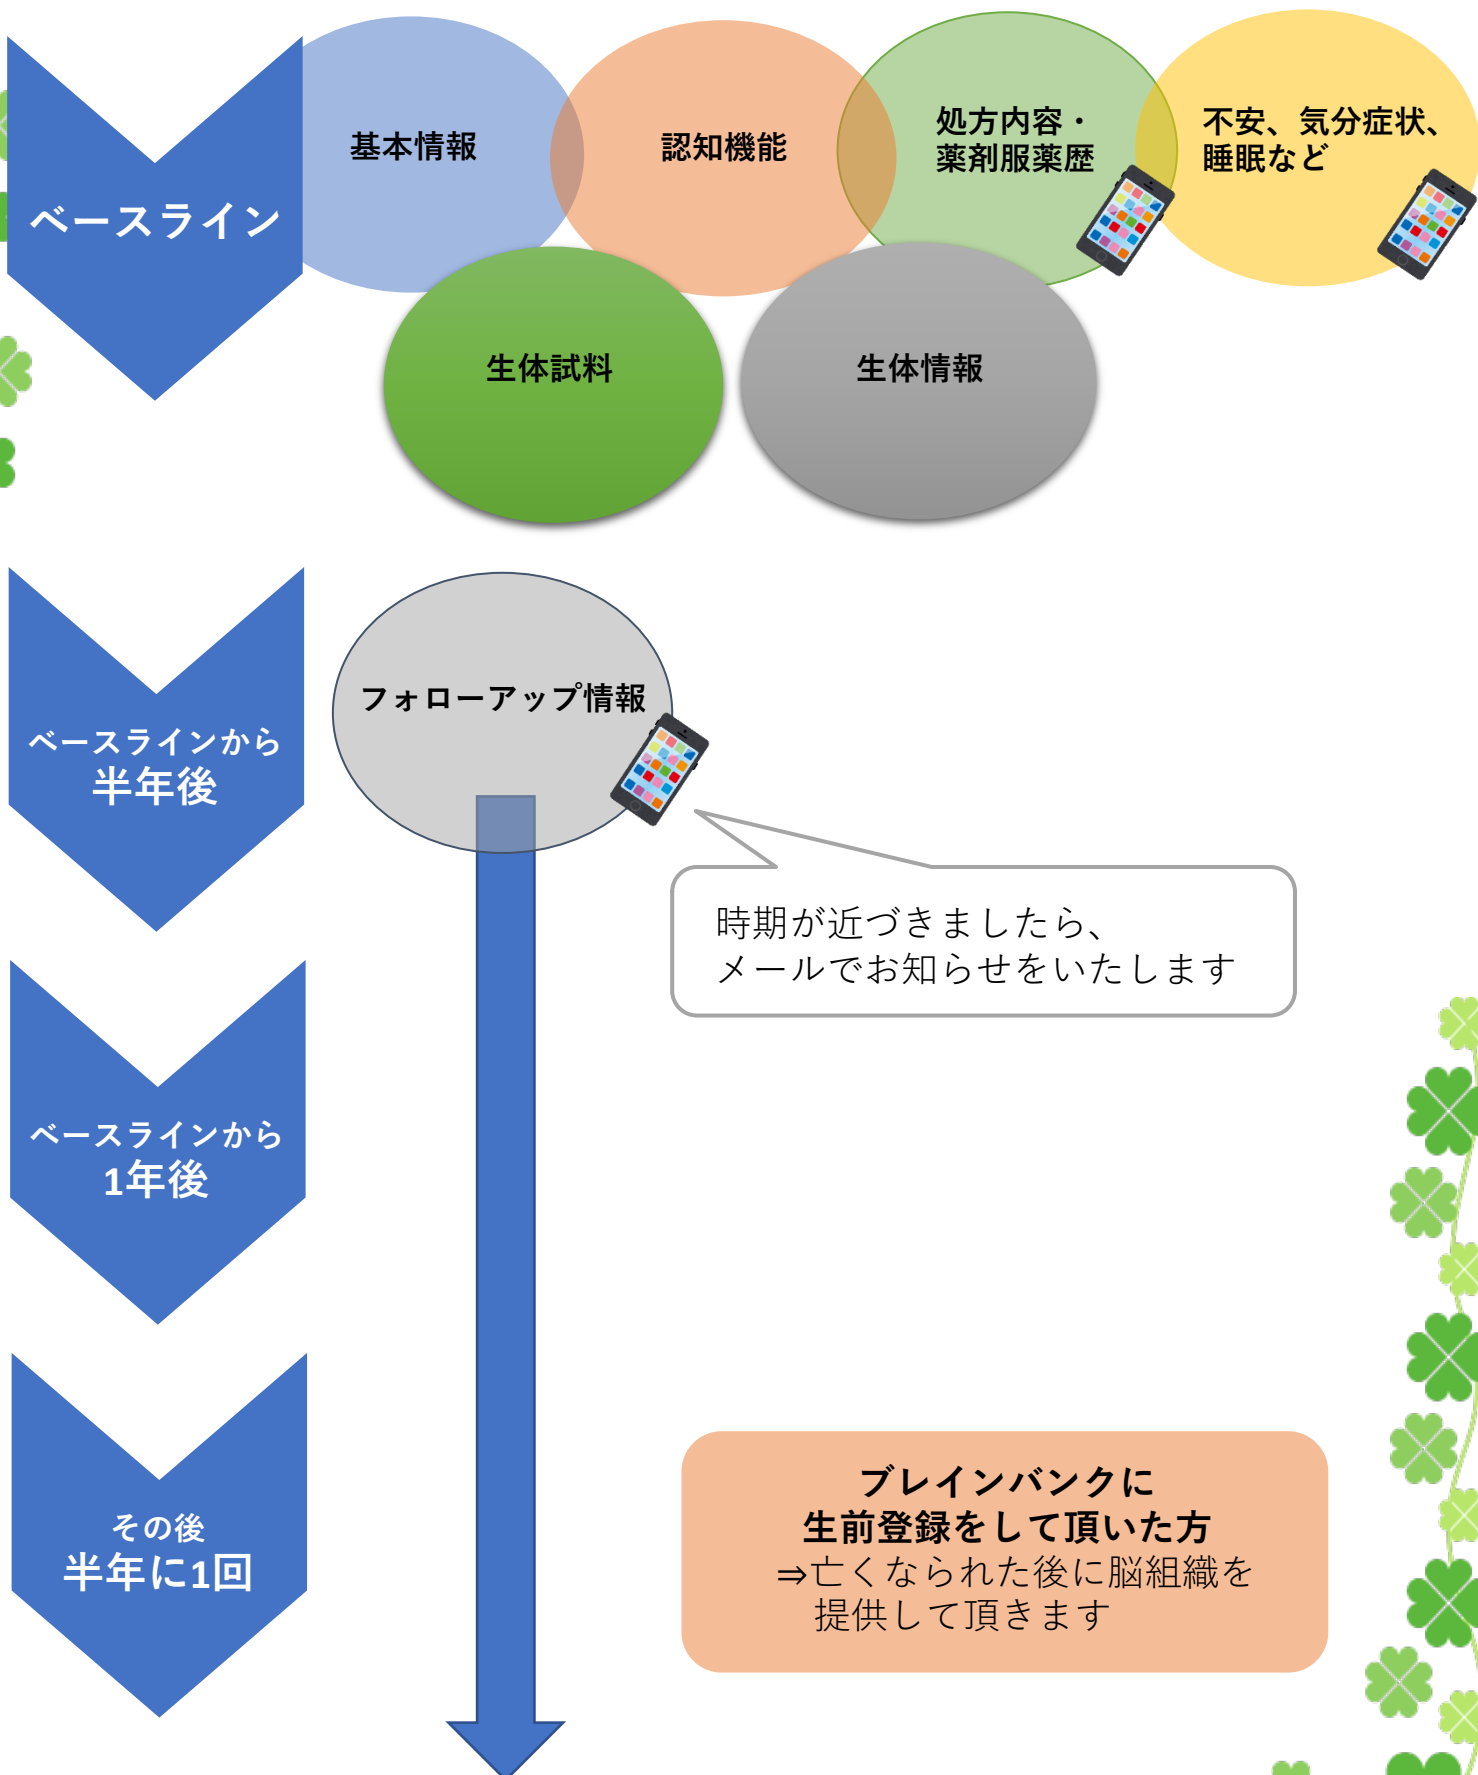 ベースライン
基本情報
認知機能
処方内容・
薬剤服薬歴
不安、気分症状、
睡眠など
生体試料
生体情報
ベースラインから
半年後
フォローアップ情報
時期が近づきましたら、
メールでお知らせをいたします
ベースラインから
1年後
その後
半年に1回
ブレインバンクに
生前登録をして頂いた方
⇒亡くなられた後に脳組織を
提供して頂きます